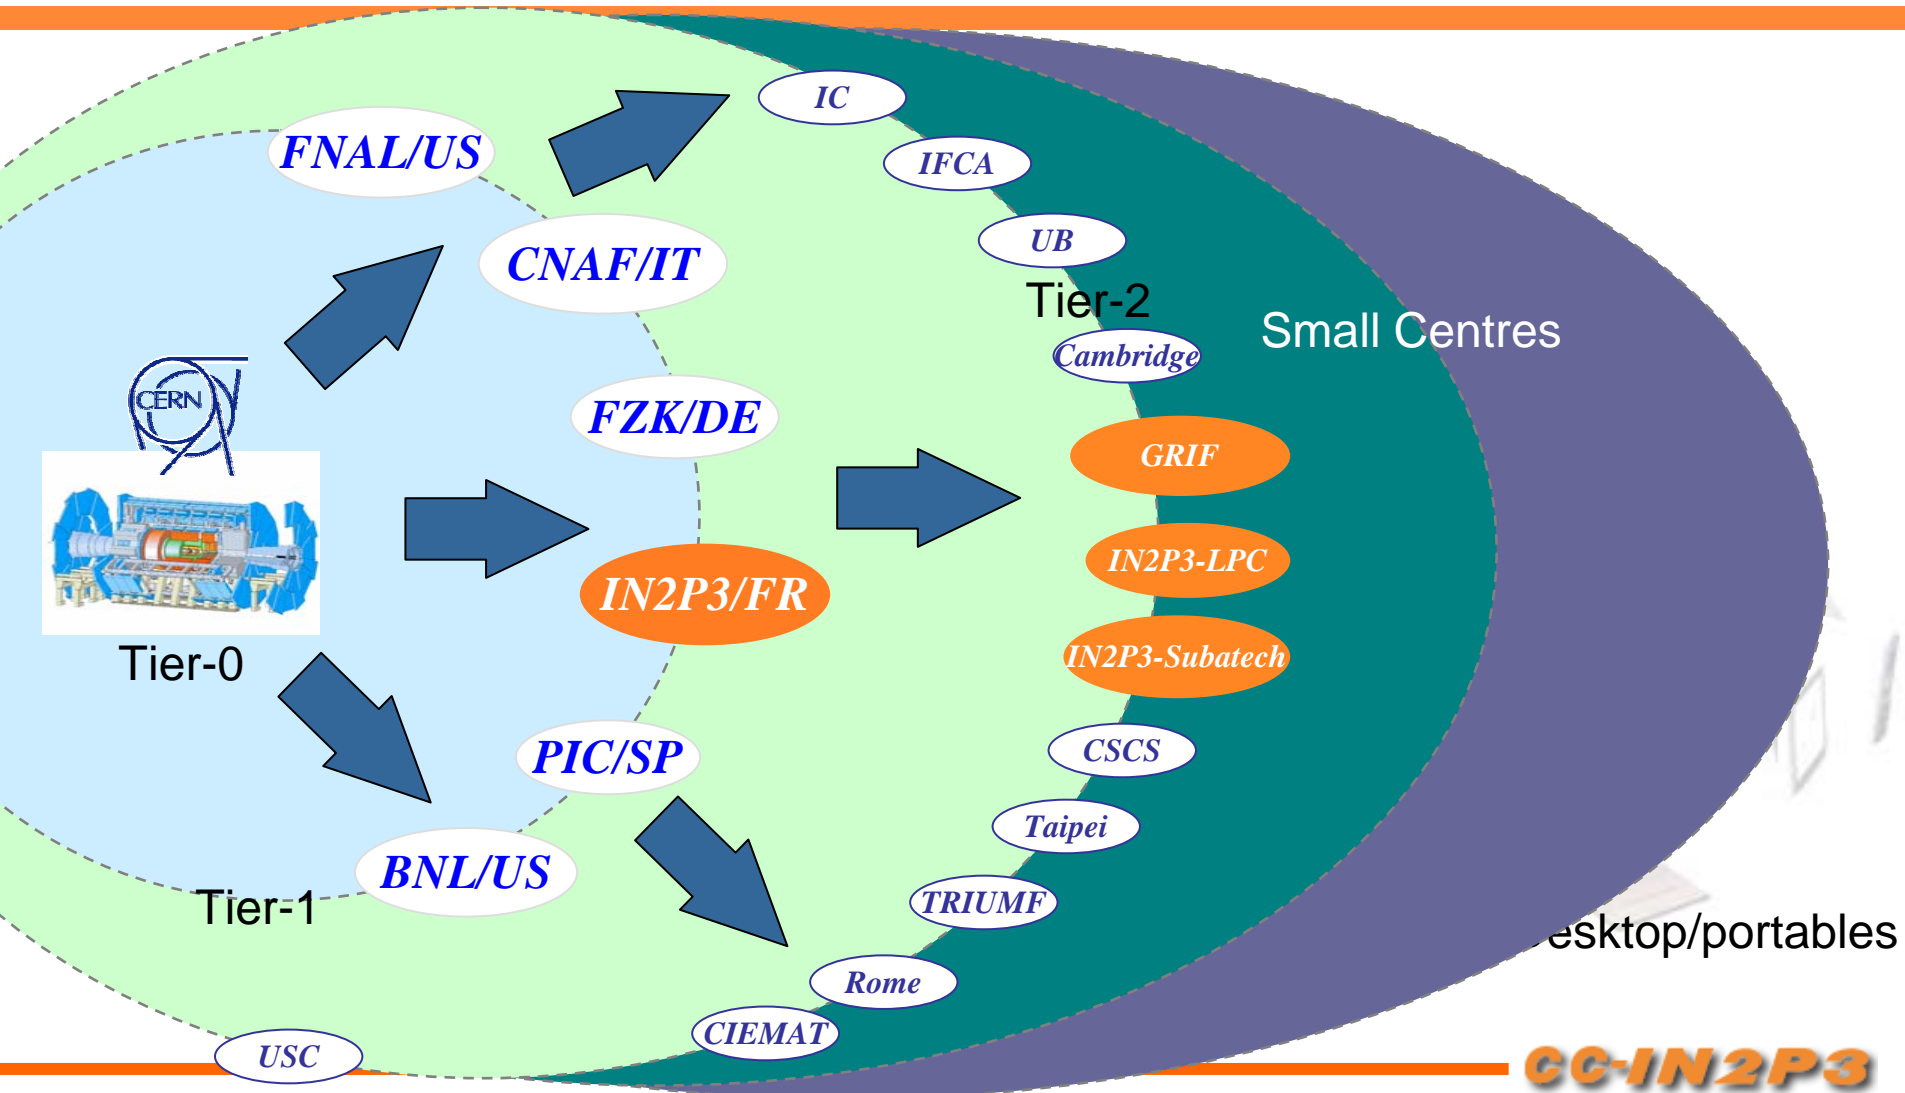 IC
FNAL/US
IFCA
CNAF/IT
UB
Tier-2
Small Centres
Cambridge
CERN
FZK/DE
GRIF
IN2P3-LPC
IN2P3/FR
Tier-0
IN2P3-Subatech
PIC/SP
CSCS
Taipei
BNL/US
Tier-1
TRIUMF
esktop/portables
Rome
CIEMAT
USC
CC-IN2P3